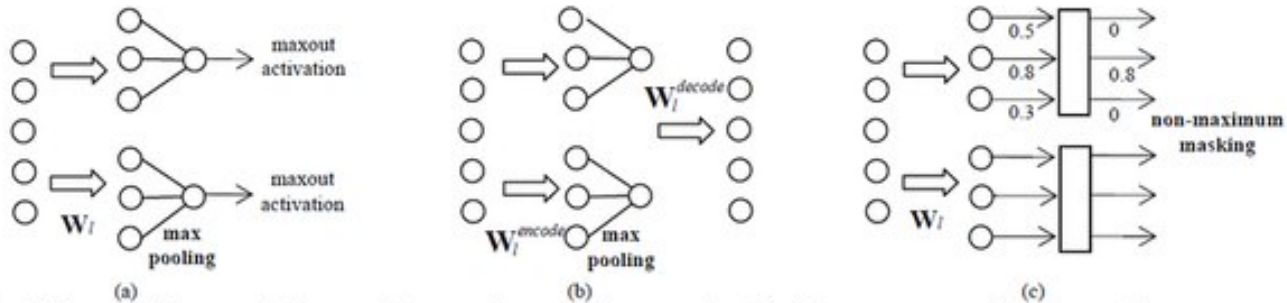 maxout
activation
maxout
activation
W_l
max
pooling
(a)
W_l^encode
max
pooling
W_l^decode
(b)
0.5
0
0.8
0.8
0.3
0
non-maximum
masking
W_l
(c)